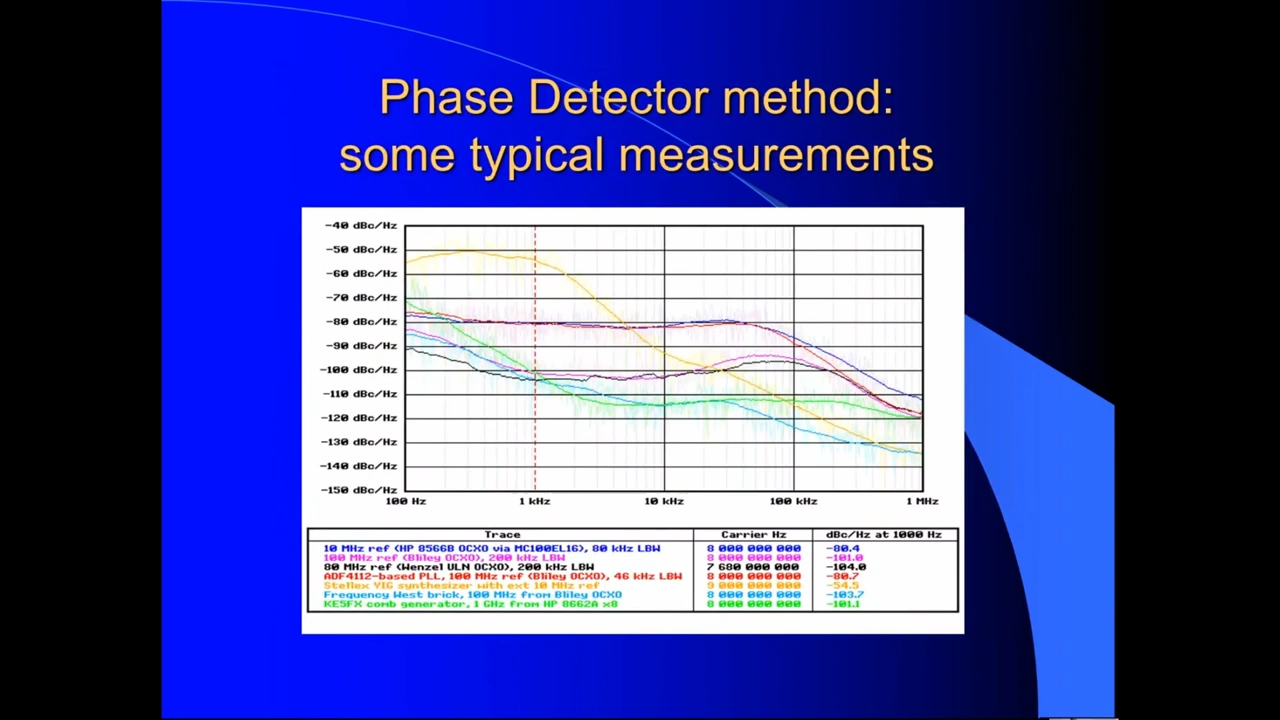 Phase Detector method:
some typical measurements
-40 dBc/Hz
-50 dBc/Hz
-60 dBc/Hz
-70 dBc/Hz
-80 dBc/Hz
-90 dBc/Hz
-100 dBc/Hz
-110 dBc/Hz
-120 dBc/Hz
-130 dBc/Hz
-140 dBc/Hz
-150 dBc/Hz
100 Hz 1 kHz 10 kHz 100 kHz 1 MHz
Trace Carrier Hz dBc/Hz at 1000 Hz
10 MHz ref (HP 8566B OCXO via MC100EL16), 80 kHz LBW 8 000 000 000 -80.4
100 MHz ref (Bliley OCXO), 200 kHz LBW 8 000 000 000 -101.0
80 MHz ref (Wenzel ULN OCXO), 200 kHz LBW 7 680 000 000 -104.0
ADF4112-based PLL, 100 MHz ref (Bliley OCXO), 46 kHz LBW 8 000 000 000 -80.7
Stellex YIG synthesizer with ext 10 MHz ref 9 000 000 000 -54.5
Frequency West brick, 100 MHz from Bliley OCXO 8 000 000 000 -103.7
KE5FX comb generator, 1 GHz from HP 8662A x8 8 000 000 000 -101.1